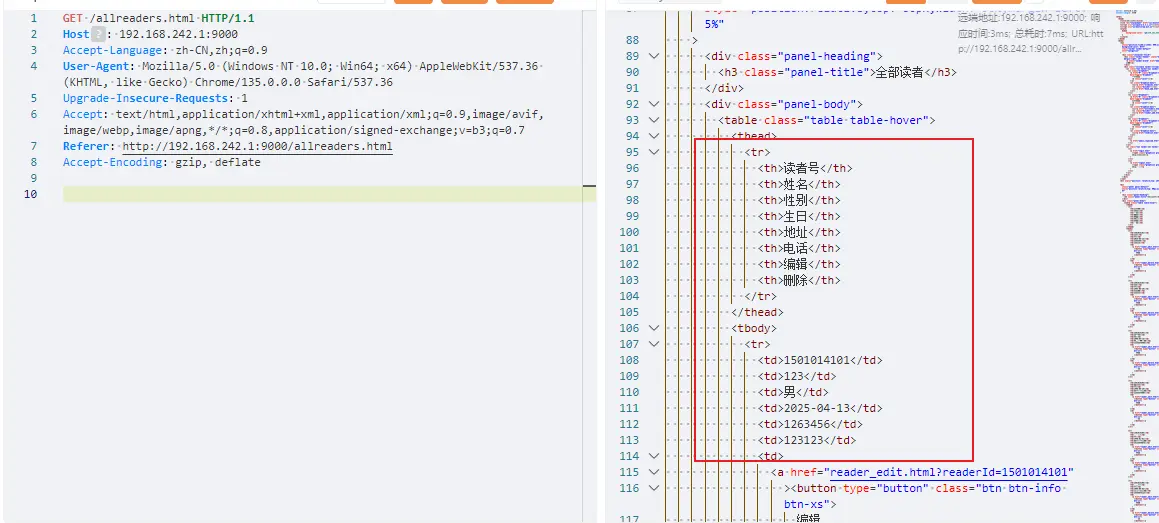 1 GET /allreaders.html HTTP/1.1
2 Host ? : 192.168.242.1:9000
3 Accept-Language: zh-CN,zh;q=0.9
4 User-Agent: Mozilla/5.0 (Windows NT 10.0; Win64; x64) AppleWebKit/537.36
(KHTML, like Gecko) Chrome/135.0.0.0 Safari/537.36
5 Upgrade-Insecure-Requests: 1
6 Accept: text/html,application/xhtml+xml,application/xml;q=0.9,image/avif,
image/webp,image/apng,*/*;q=0.8,application/signed-exchange;v=b3;q=0.7
7 Referer: http://192.168.242.1:9000/allreaders.html
8 Accept-Encoding: gzip, deflate
9
10
5%"
远端地址:192.168.242.1:9000; 响
应时间:3ms; 总耗时:7ms; URL:htt
p://192.168.242.1:9000/allr...
88 >
89 <div class="panel-heading">
90 <h3 class="panel-title">全部读者</h3>
91 </div>
92 <div class="panel-body">
93 <table class="table table-hover">
94 <thead>
95 <tr>
96 <th>读者号</th>
97 <th>姓名</th>
98 <th>性别</th>
99 <th>生日</th>
100 <th>地址</th>
101 <th>电话</th>
102 <th>编辑</th>
103 <th>删除</th>
104 </tr>
105 </thead>
106 <tbody>
107 <tr>
108 <td>1501014101</td>
109 <td>123</td>
110 <td>男</td>
111 <td>2025-04-13</td>
112 <td>1263456</td>
113 <td>123123</td>
114 <td>
115 <a href="reader_edit.html?readerId=1501014101"
116 ><button type="button" class="btn btn-info
btn-xs">
117 编辑